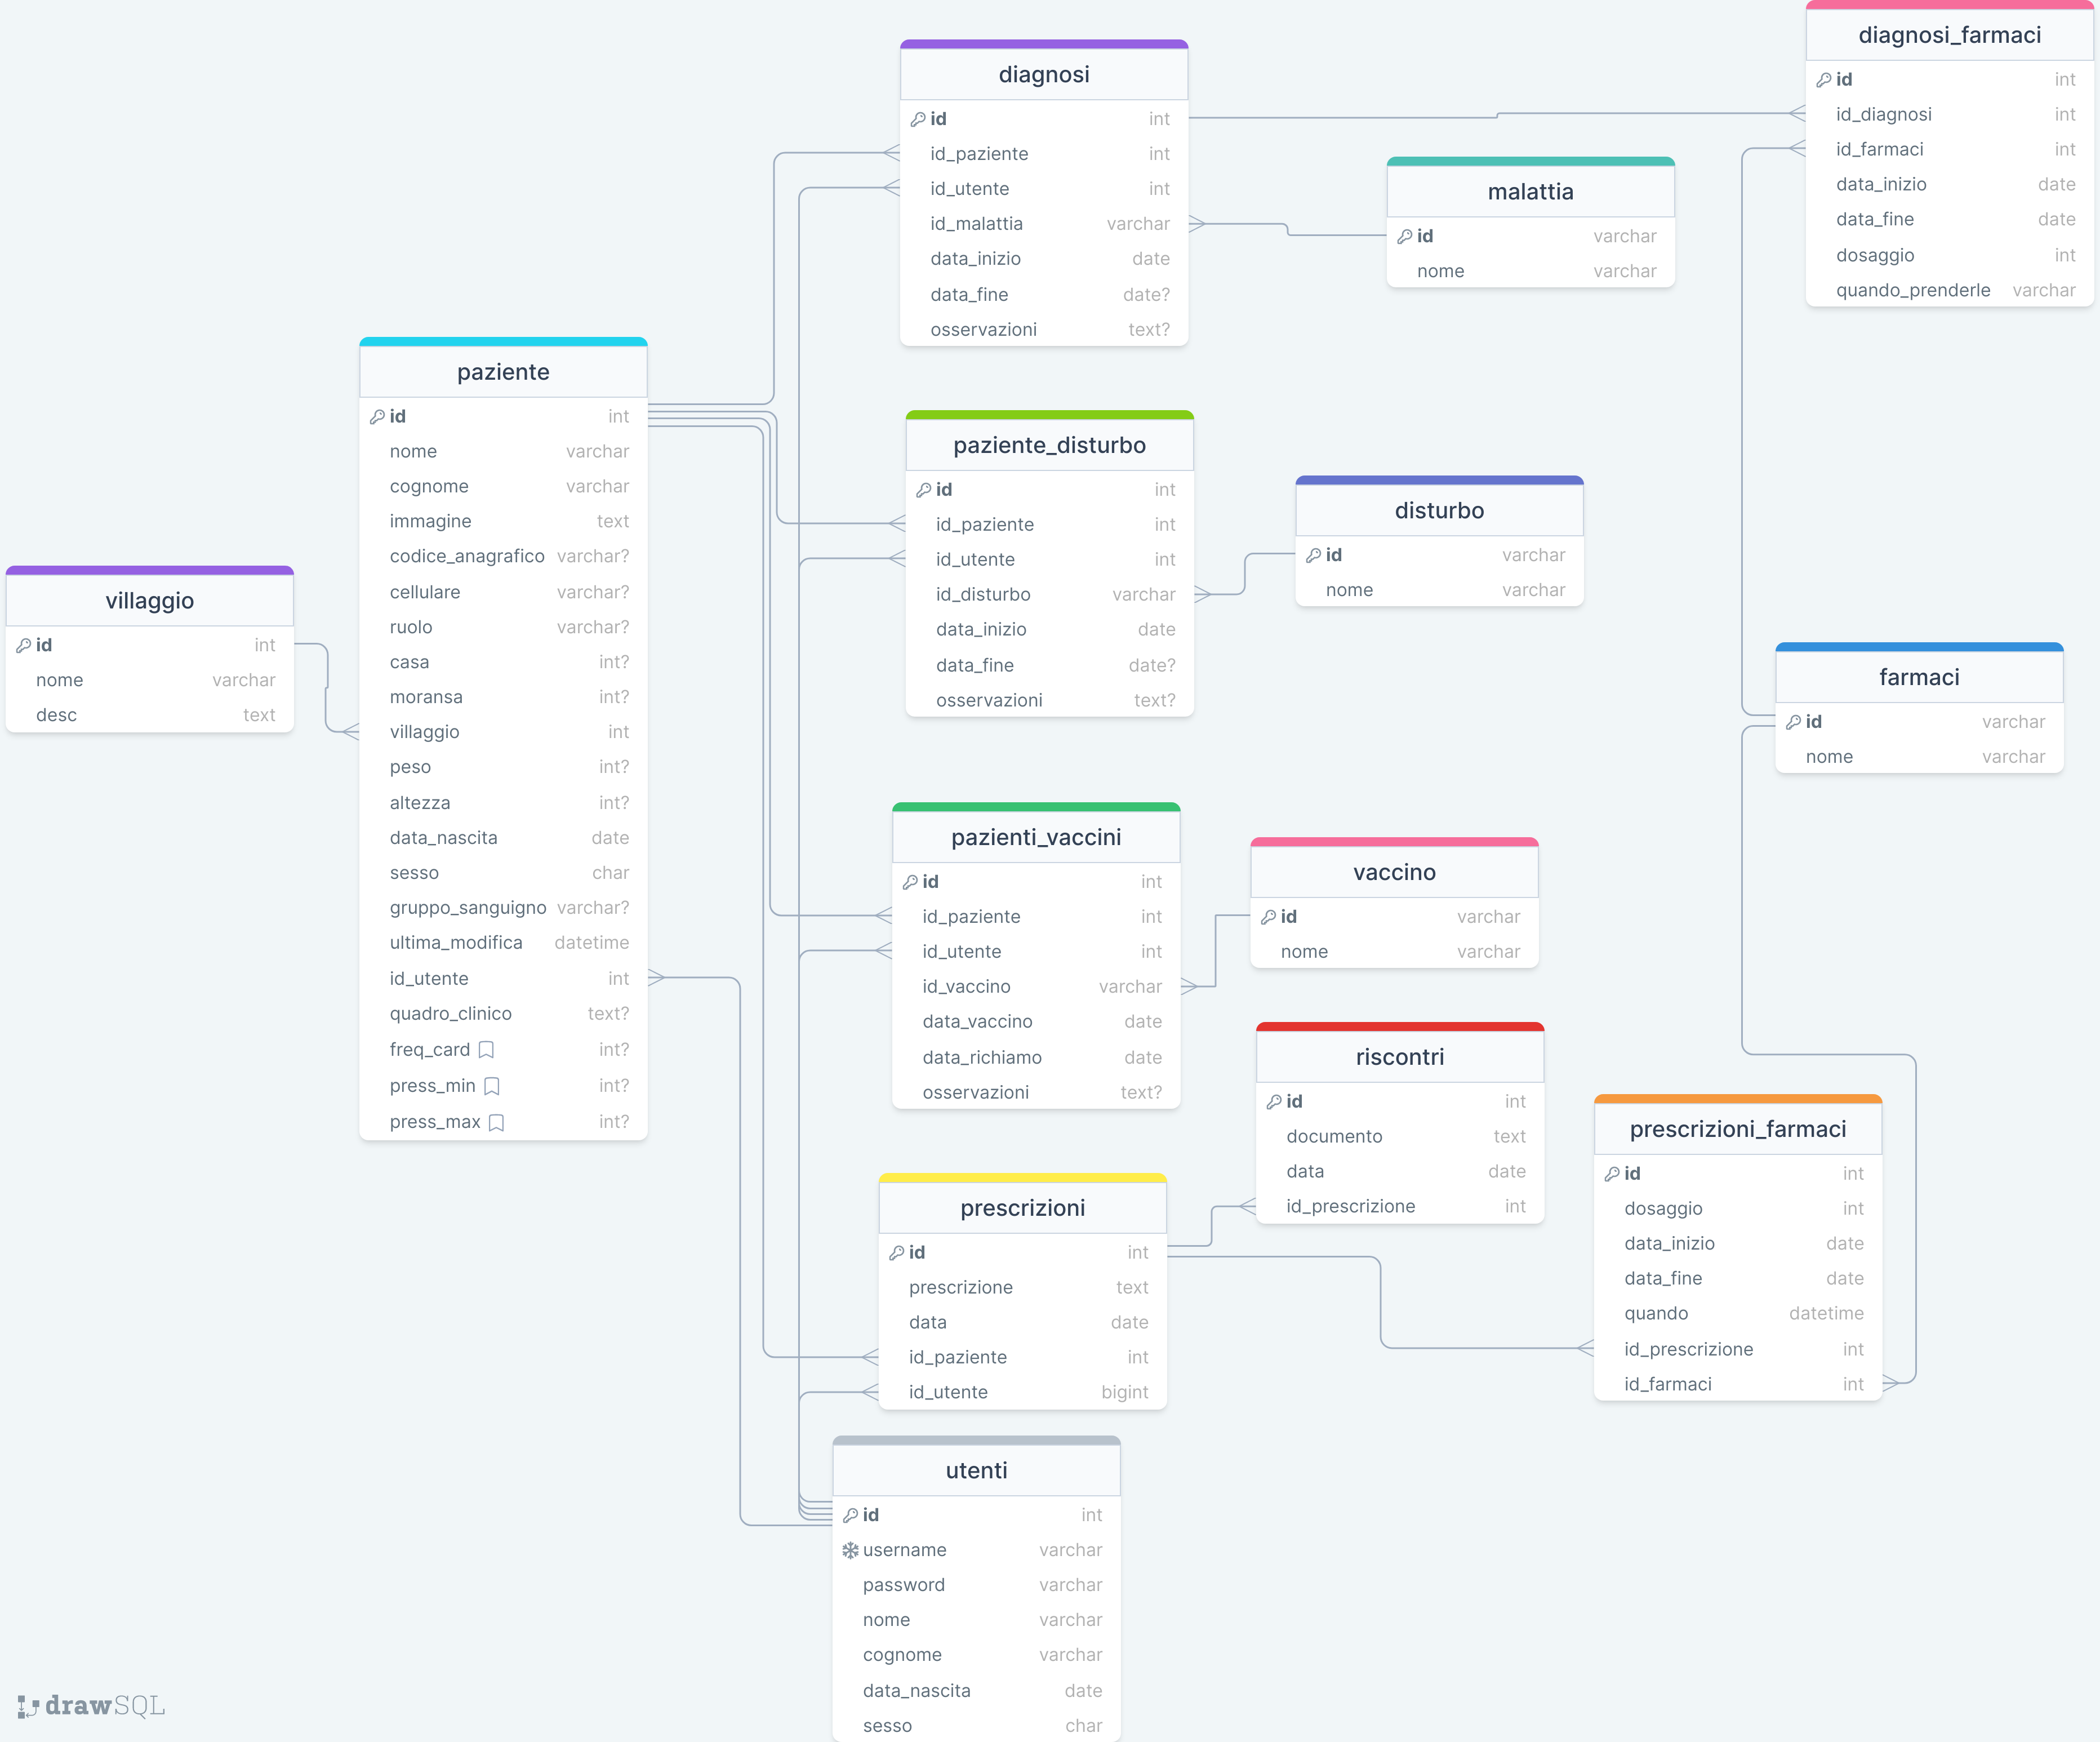 diagnosi_farmaci
id int
id_diagnosi int
id_farmaci int
data_inizio date
data_fine date
dosaggio int
quando_prenderle varchar
diagnosi
id int
id_paziente int
id_utente int
id_malattia varchar
data_inizio date
data_fine date?
osservazioni text?
malattia
id varchar
nome varchar
paziente
id int
nome varchar
cognome varchar
immagine text
codice_anagrafico varchar?
cellulare varchar?
ruolo varchar?
casa int?
moransa int?
villaggio int
peso int?
altezza int?
data_nascita date
sesso char
gruppo_sanguigno varchar?
ultima_modifica datetime
id_utente int
quadro_clinico text?
freq_card int?
press_min int?
press_max int?
paziente_disturbo
id int
id_paziente int
id_utente int
id_disturbo varchar
data_inizio date
data_fine date?
osservazioni text?
disturbo
id varchar
nome varchar
villaggio
id int
nome varchar
desc text
farmaci
id varchar
nome varchar
pazienti_vaccini
id int
id_paziente int
id_utente int
id_vaccino varchar
data_vaccino date
data_richiamo date
osservazioni text?
vaccino
id varchar
nome varchar
riscontri
id int
documento text
data date
id_prescrizione int
prescrizioni_farmaci
id int
dosaggio int
data_inizio date
data_fine date
quando datetime
id_prescrizione int
id_farmaci int
prescrizioni
id int
prescrizione text
data date
id_paziente int
id_utente bigint
utenti
id int
username varchar
password varchar
nome varchar
cognome varchar
data_nascita date
sesso char
drawSQL